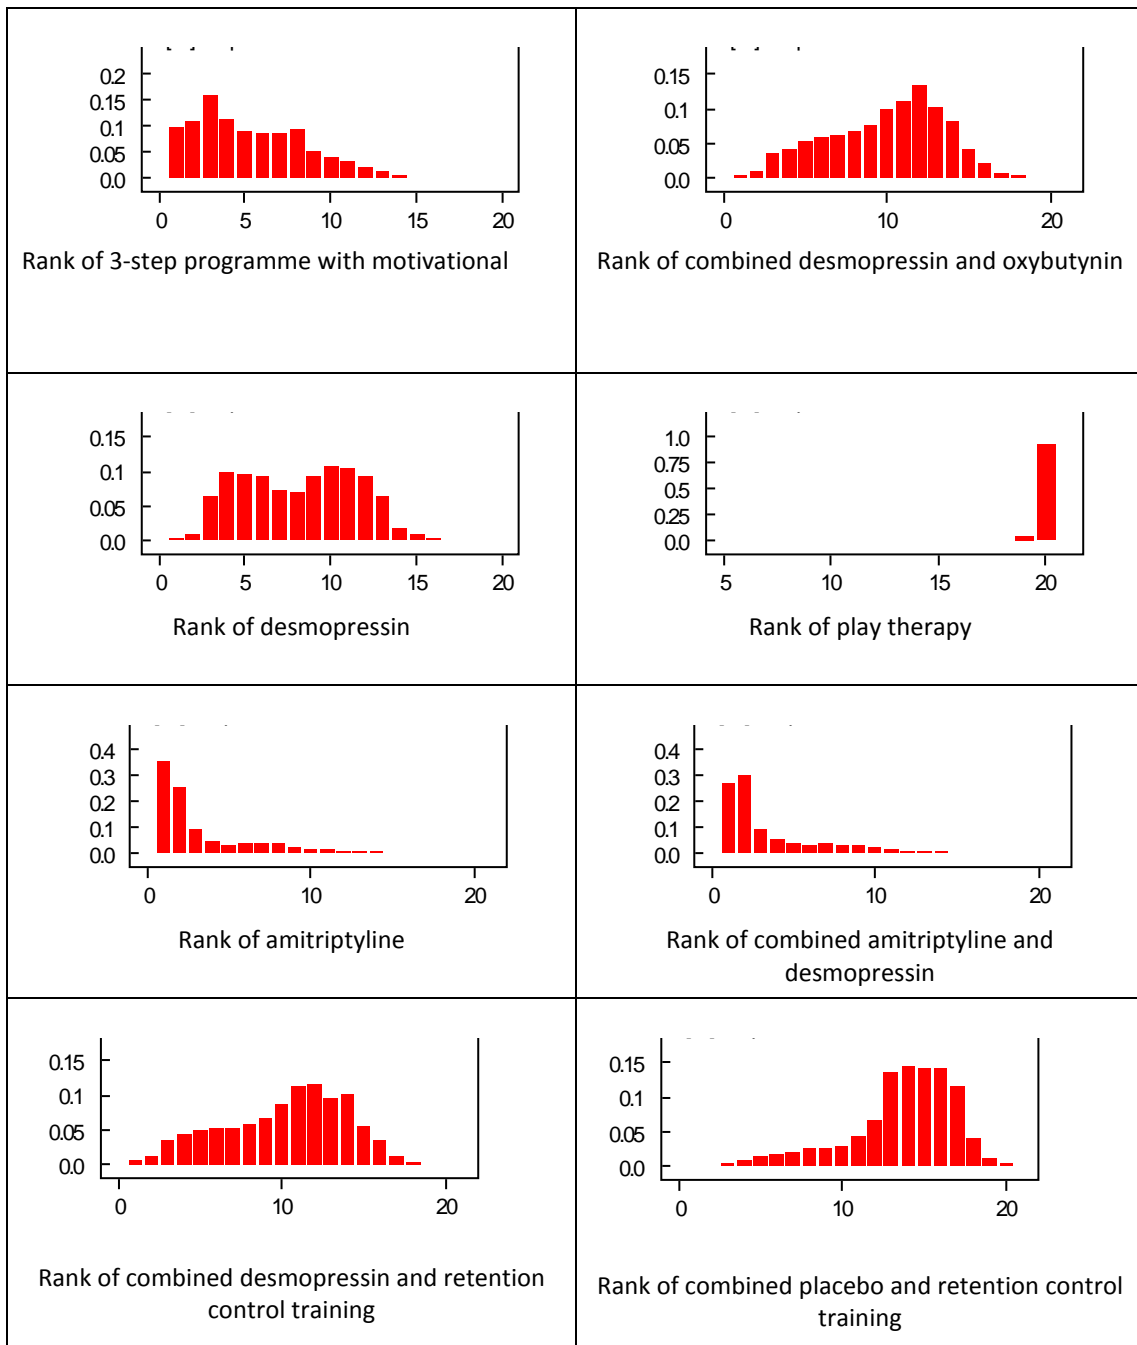 0.2
0.15
0.1
0.05
0.0
0 5 10 15 20
Rank of 3-step programme with motivational
0.15
0.1
0.05
0.0
0 10 20
Rank of combined desmopressin and oxybutynin
0.15
0.1
0.05
0.0
0 5 10 15 20
Rank of desmopressin
1.0
0.75
0.5
0.25
0.0
5 10 15 20
Rank of play therapy
0.4
0.3
0.2
0.1
0.0
0 10 20
Rank of amitriptyline
0.4
0.3
0.2
0.1
0.0
0 10 20
Rank of combined amitriptyline and
desmopressin
0.15
0.1
0.05
0.0
0 10 20
Rank of combined desmopressin and retention
control training
0.15
0.1
0.05
0.0
0 10 20
Rank of combined placebo and retention control
training